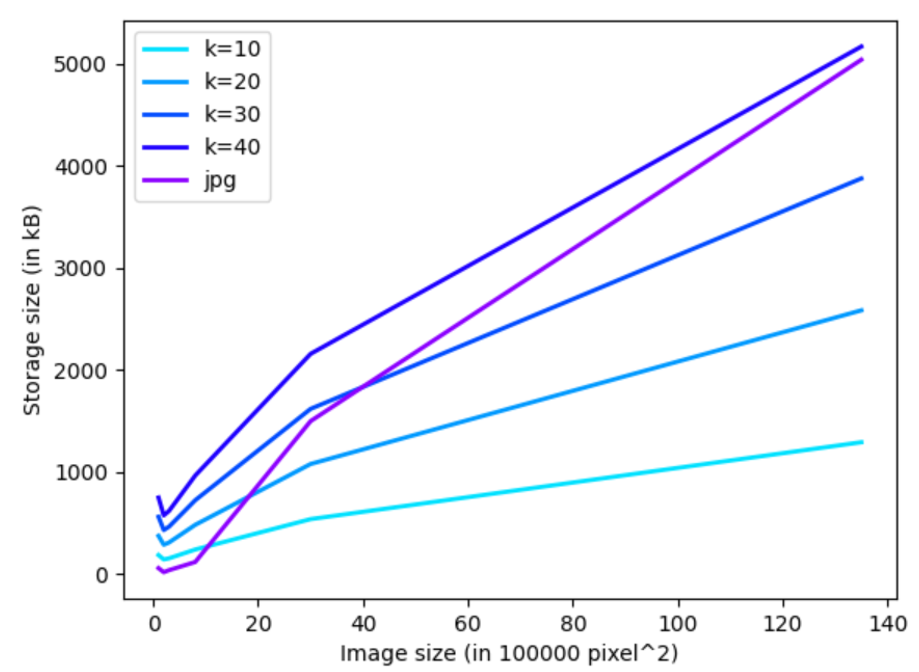 k=10
k=20
k=30
k=40
jpg
5000
4000
3000
2000
1000
0
Storage size (in kB)
0 20 40 60 80 100 120 140
Image size (in 100000 pixel^2)